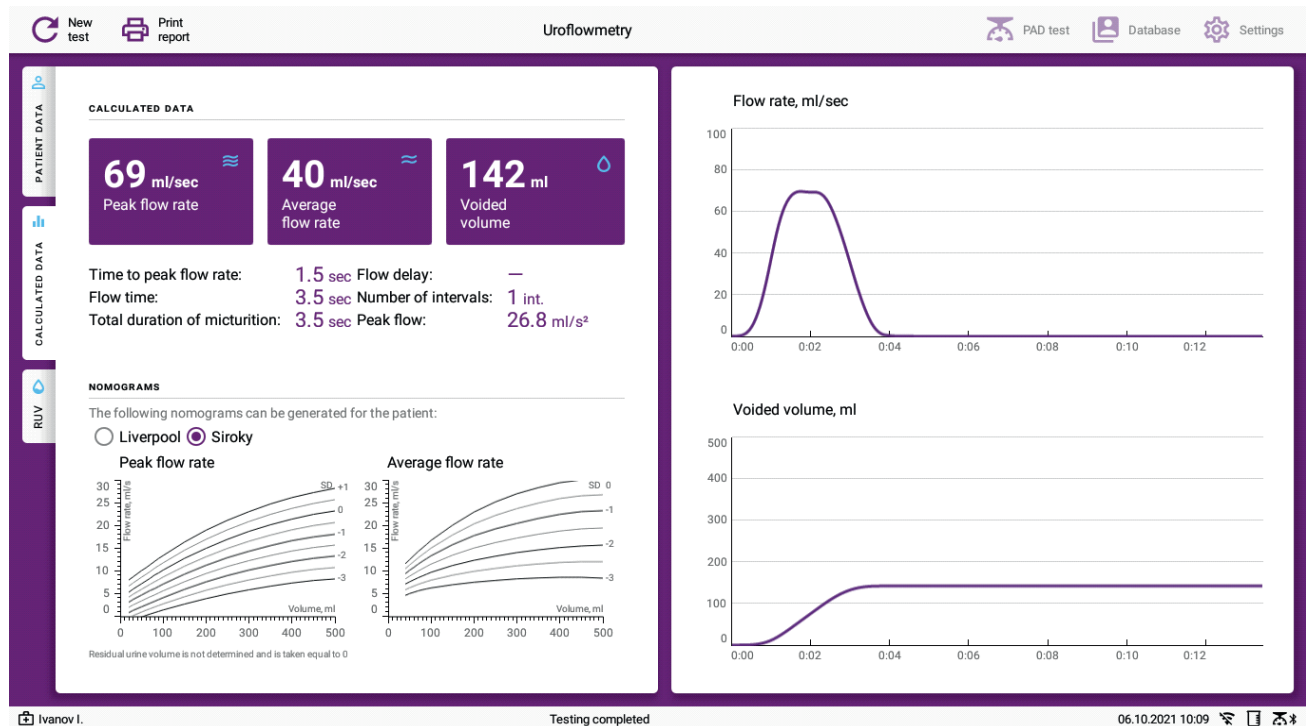 New test
Print report
Uroflowmetry
PAD test
Database
Settings
PATIENT DATA
CALCULATED DATA
RUV
CALCULATED DATA
69 ml/sec
Peak flow rate
40 ml/sec
Average
flow rate
142 ml
Voided
volume
Time to peak flow rate: 1.5 sec Flow delay: —
Flow time: 3.5 sec Number of intervals: 1 int.
Total duration of micturition: 3.5 sec Peak flow: 26.8 ml/s²
NOMOGRAMS
The following nomograms can be generated for the patient:
Liverpool Siroky
Peak flow rate
30
25
20
15
10
5
0
Flow rate, ml/s
SD +1
0
-1
-2
-3
Volume, ml
0 100 200 300 400 500
Average flow rate
30
25
20
15
10
5
0
Flow rate, ml/s
SD 0
-1
-2
-3
Volume, ml
0 100 200 300 400 500
Residual urine volume is not determined and is taken equal to 0
Flow rate, ml/sec
100
80
60
40
20
0
0:00 0:02 0:04 0:06 0:08 0:10 0:12
Voided volume, ml
500
400
300
200
100
0
0:00 0:02 0:04 0:06 0:08 0:10 0:12
Ivanov I.
Testing completed
06.10.2021 10:09